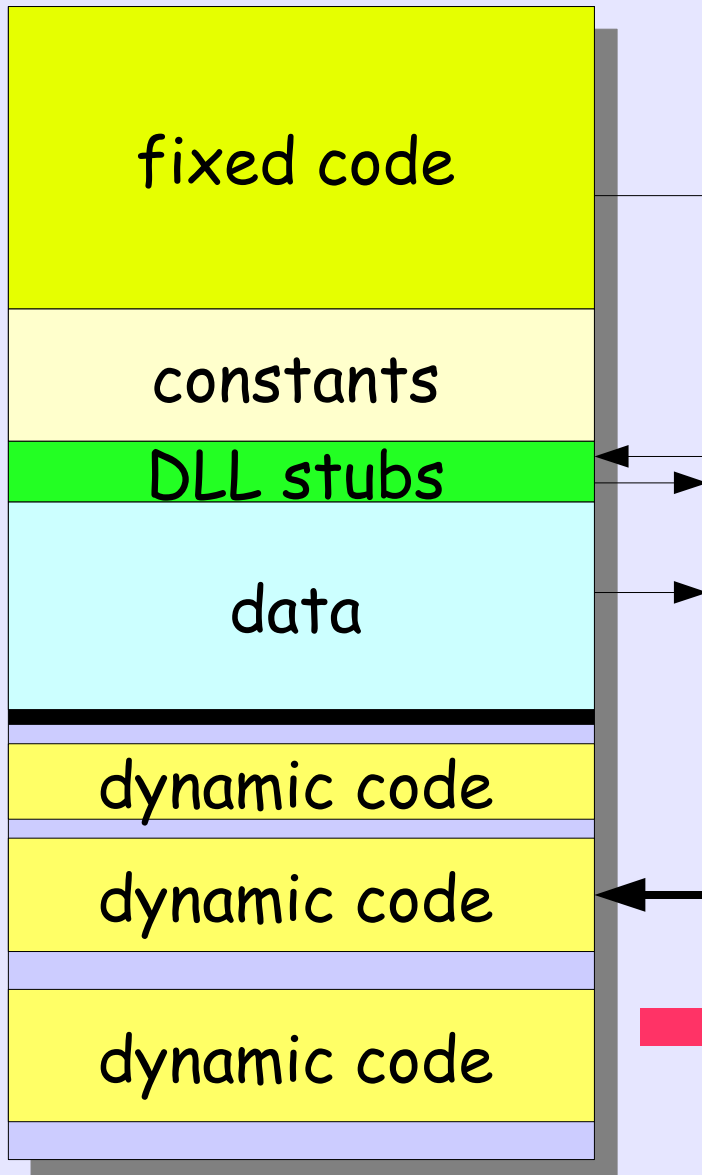 fixed code
constants
DLL stubs
data
dynamic code
dynamic code
dynamic code